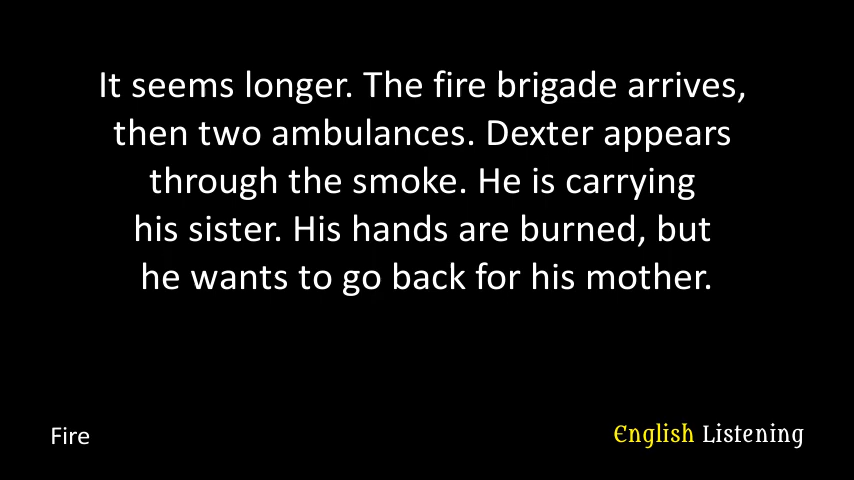 It seems longer. The fire brigade arrives,
then two ambulances. Dexter appears
through the smoke. He is carrying
his sister. His hands are burned, but
he wants to go back for his mother.
Fire
English Listening